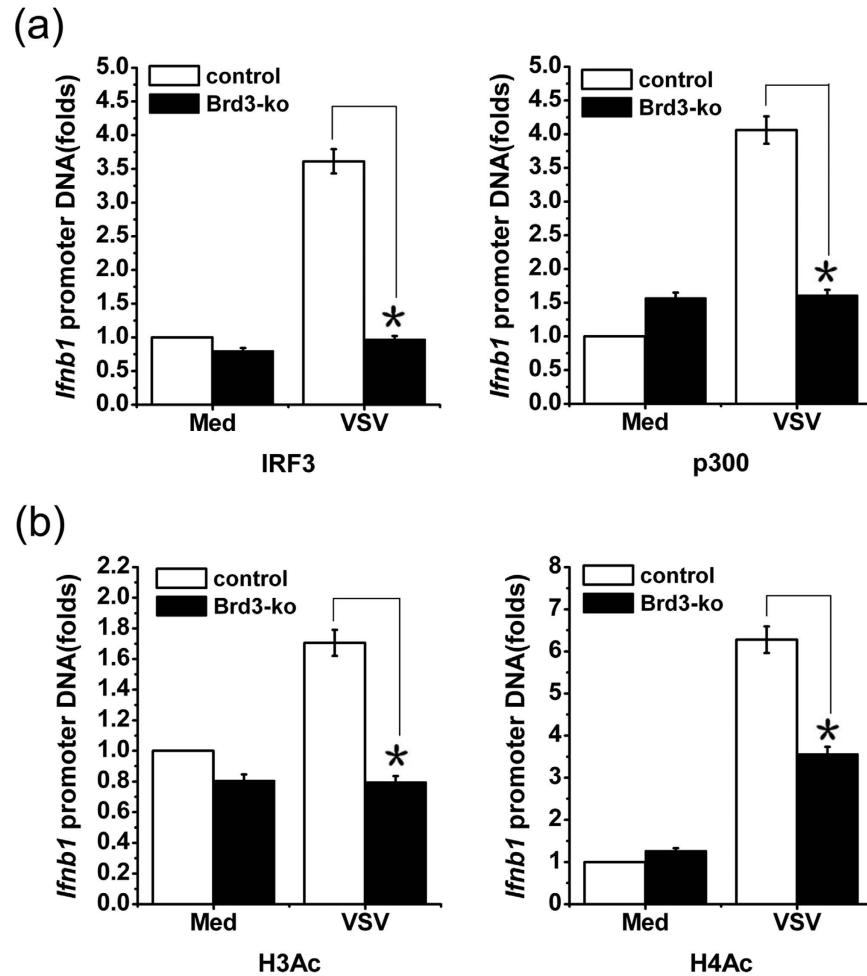 (a)
Ifnb1 promoter DNA(folds)
5.0
4.5
4.0
3.5
3.0
2.5
2.0
1.5
1.0
0.5
0.0
control
Brd3-ko
*
Med VSV
IRF3
Ifnb1 promoter DNA(folds)
5.0
4.5
4.0
3.5
3.0
2.5
2.0
1.5
1.0
0.5
0.0
control
Brd3-ko
*
Med VSV
p300
(b)
Ifnb1 promoter DNA(folds)
2.2
2.0
1.8
1.6
1.4
1.2
1.0
0.8
0.6
0.4
0.2
0.0
control
Brd3-ko
*
Med VSV
H3Ac
Ifnb1 promoter DNA(folds)
8
7
6
5
4
3
2
1
0
control
Brd3-ko
*
Med VSV
H4Ac